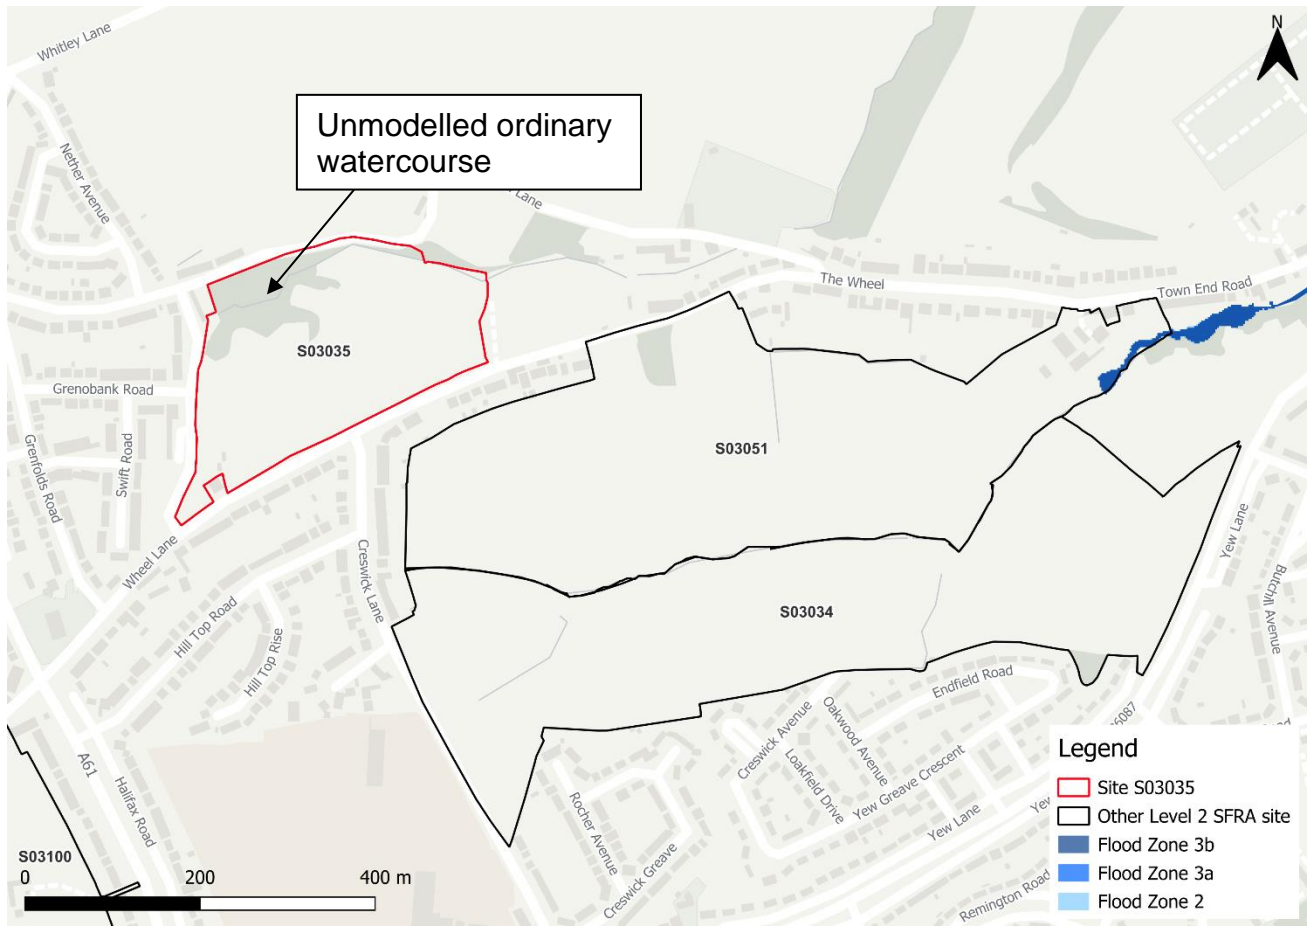 Whitley Lane
N
Unmodelled ordinary
watercourse
Nether Avenue
Lane
The Wheel
Town End Road
S03035
Grenobank Road
Swift Road
Grenfolds Road
S03051
Wheel Lane
Creswick Lane
Yew Lane
Butchill Avenue
Hill Top Road
Hill Top Rise
S03034
Endfield Road
Creswick Avenue
Oakwood Avenue
Loakfield Drive
Yew Greave Crescent
Yew Lane
A61
Halifax Road
Rocher Avenue
Creswick Greave
Remington Road
S03100
0 200 400 m
Legend
Site S03035
Other Level 2 SFRA site
Flood Zone 3b
Flood Zone 3a
Flood Zone 2